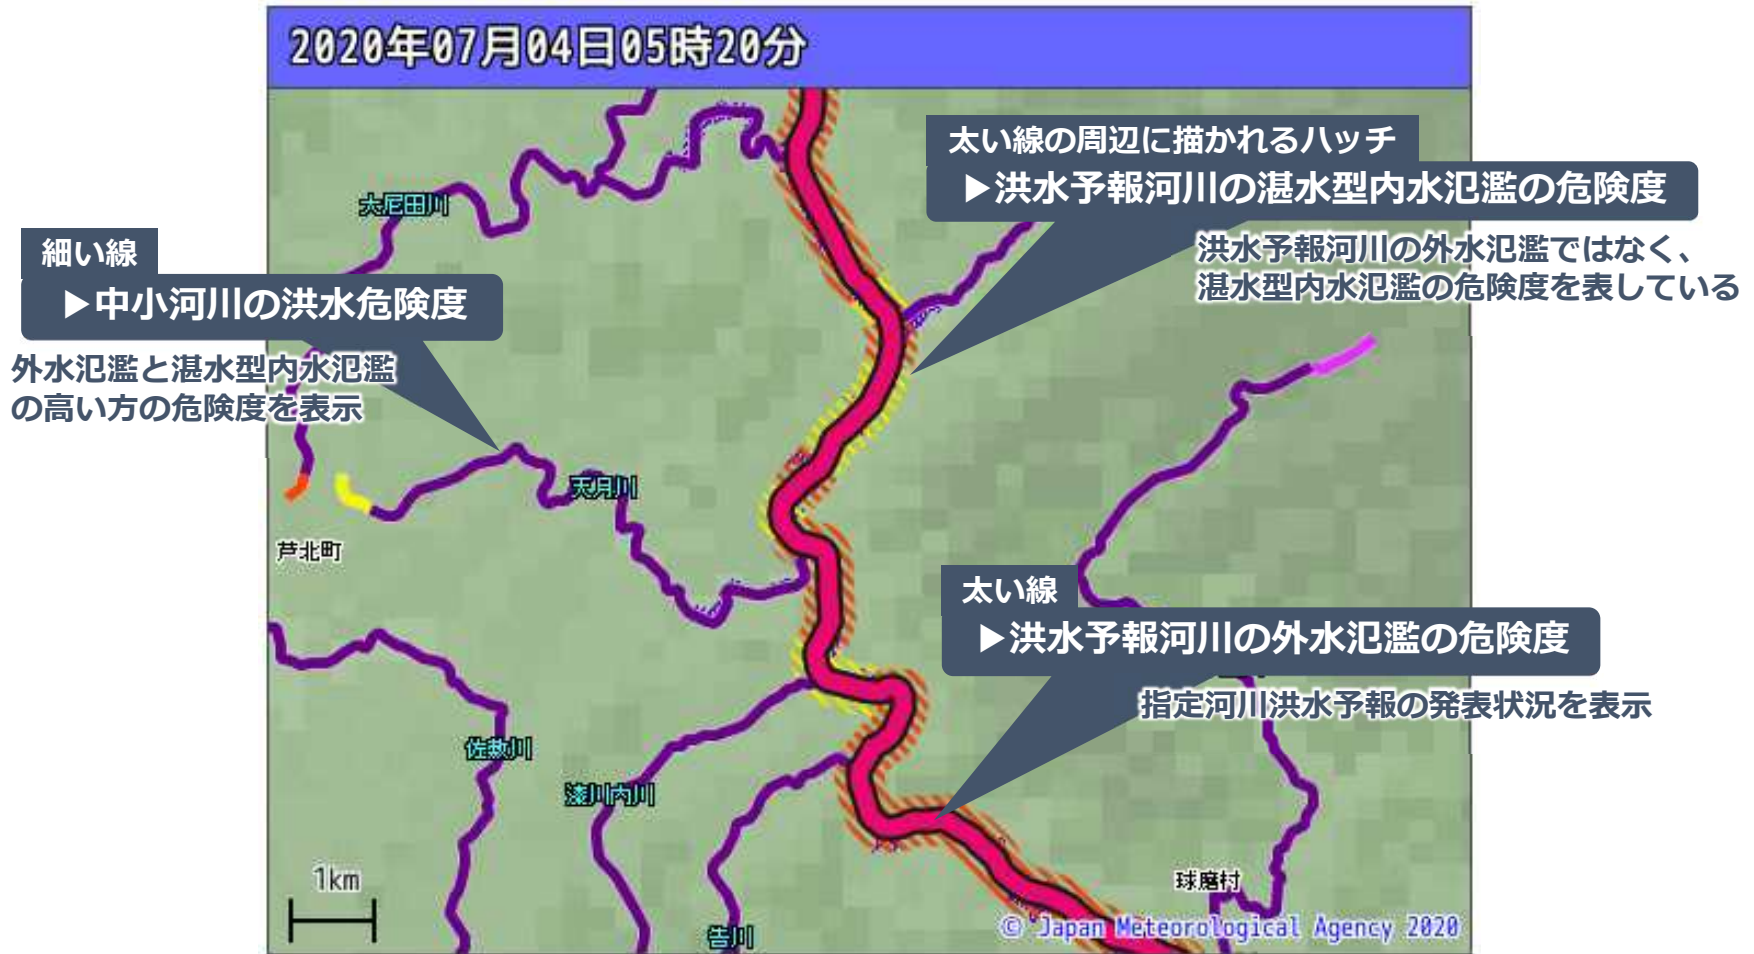 2020年07月04日05時20分
太い線の周辺に描かれるハッチ
▶洪水予報河川の湛水型内水氾濫の危険度
洪水予報河川の外水氾濫ではなく、
湛水型内水氾濫の危険度を表している
大尼田川
細い線
▶中小河川の洪水危険度
外水氾濫と湛水型内水氾濫
の高い方の危険度を表示
天月川
芦北町
太い線
▶洪水予報河川の外水氾濫の危険度
指定河川洪水予報の発表状況を表示
佐敷川
漆川内川
1km
球磨村
告川
© Japan Meteorological Agency 2020